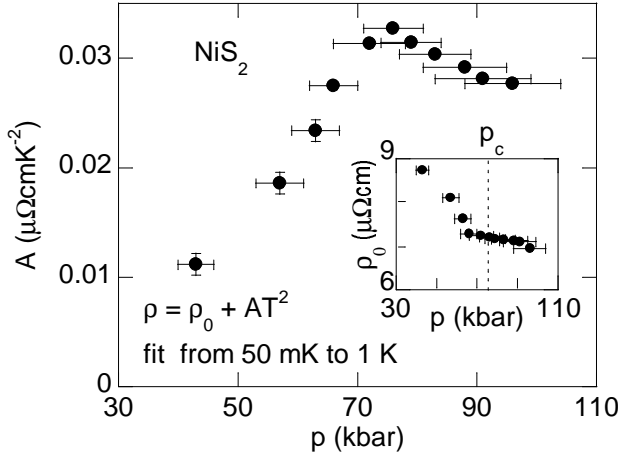 0.03
0.02
0.01
0
A (μΩcmK⁻²)
NiS₂
p_c
9
6
ρ₀ (μΩcm)
30
110
p (kbar)
ρ = ρ₀ + AT²
fit from 50 mK to 1 K
30
50
70
90
110
p (kbar)